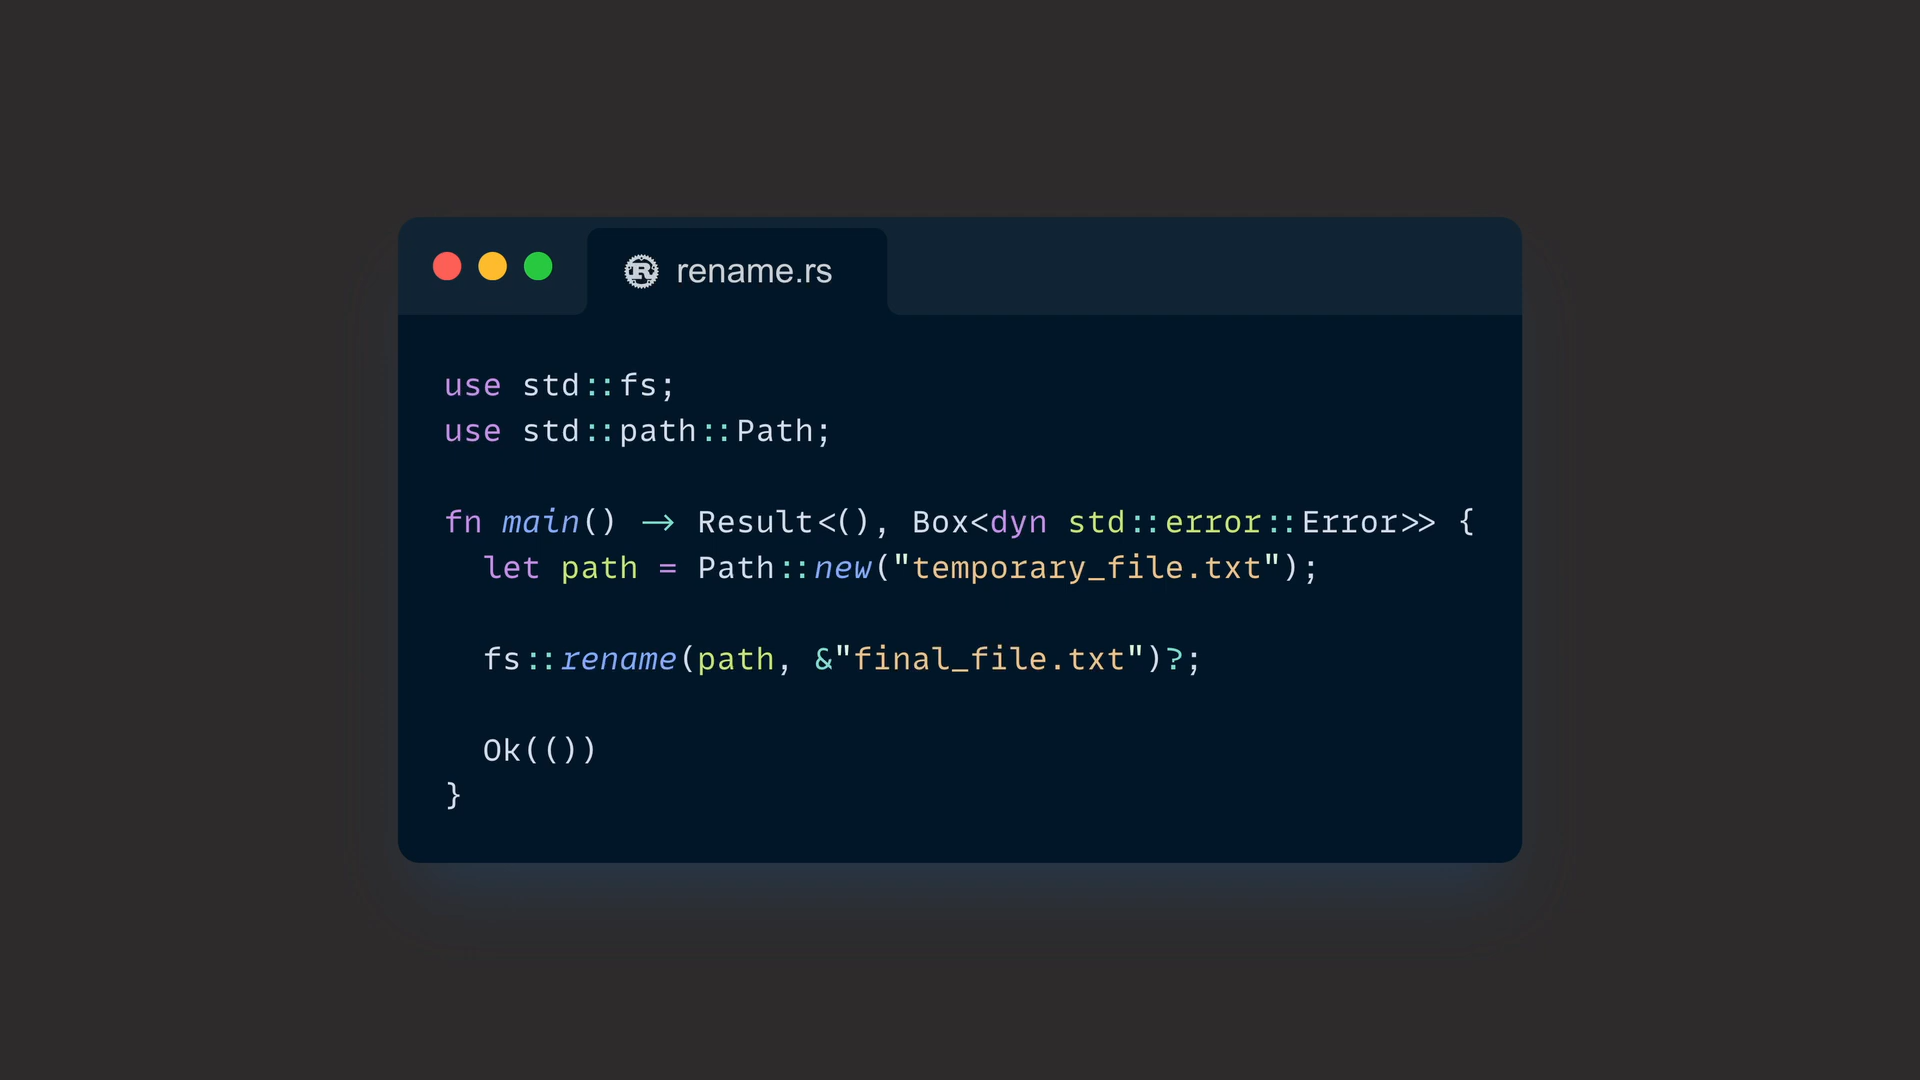 rename.rs
use std::fs;
use std::path::Path;
fn main() -> Result<(), Box<dyn std::error::Error>> {
let path = Path::new("temporary_file.txt");
fs::rename(path, &"final_file.txt")?;
Ok(())
}